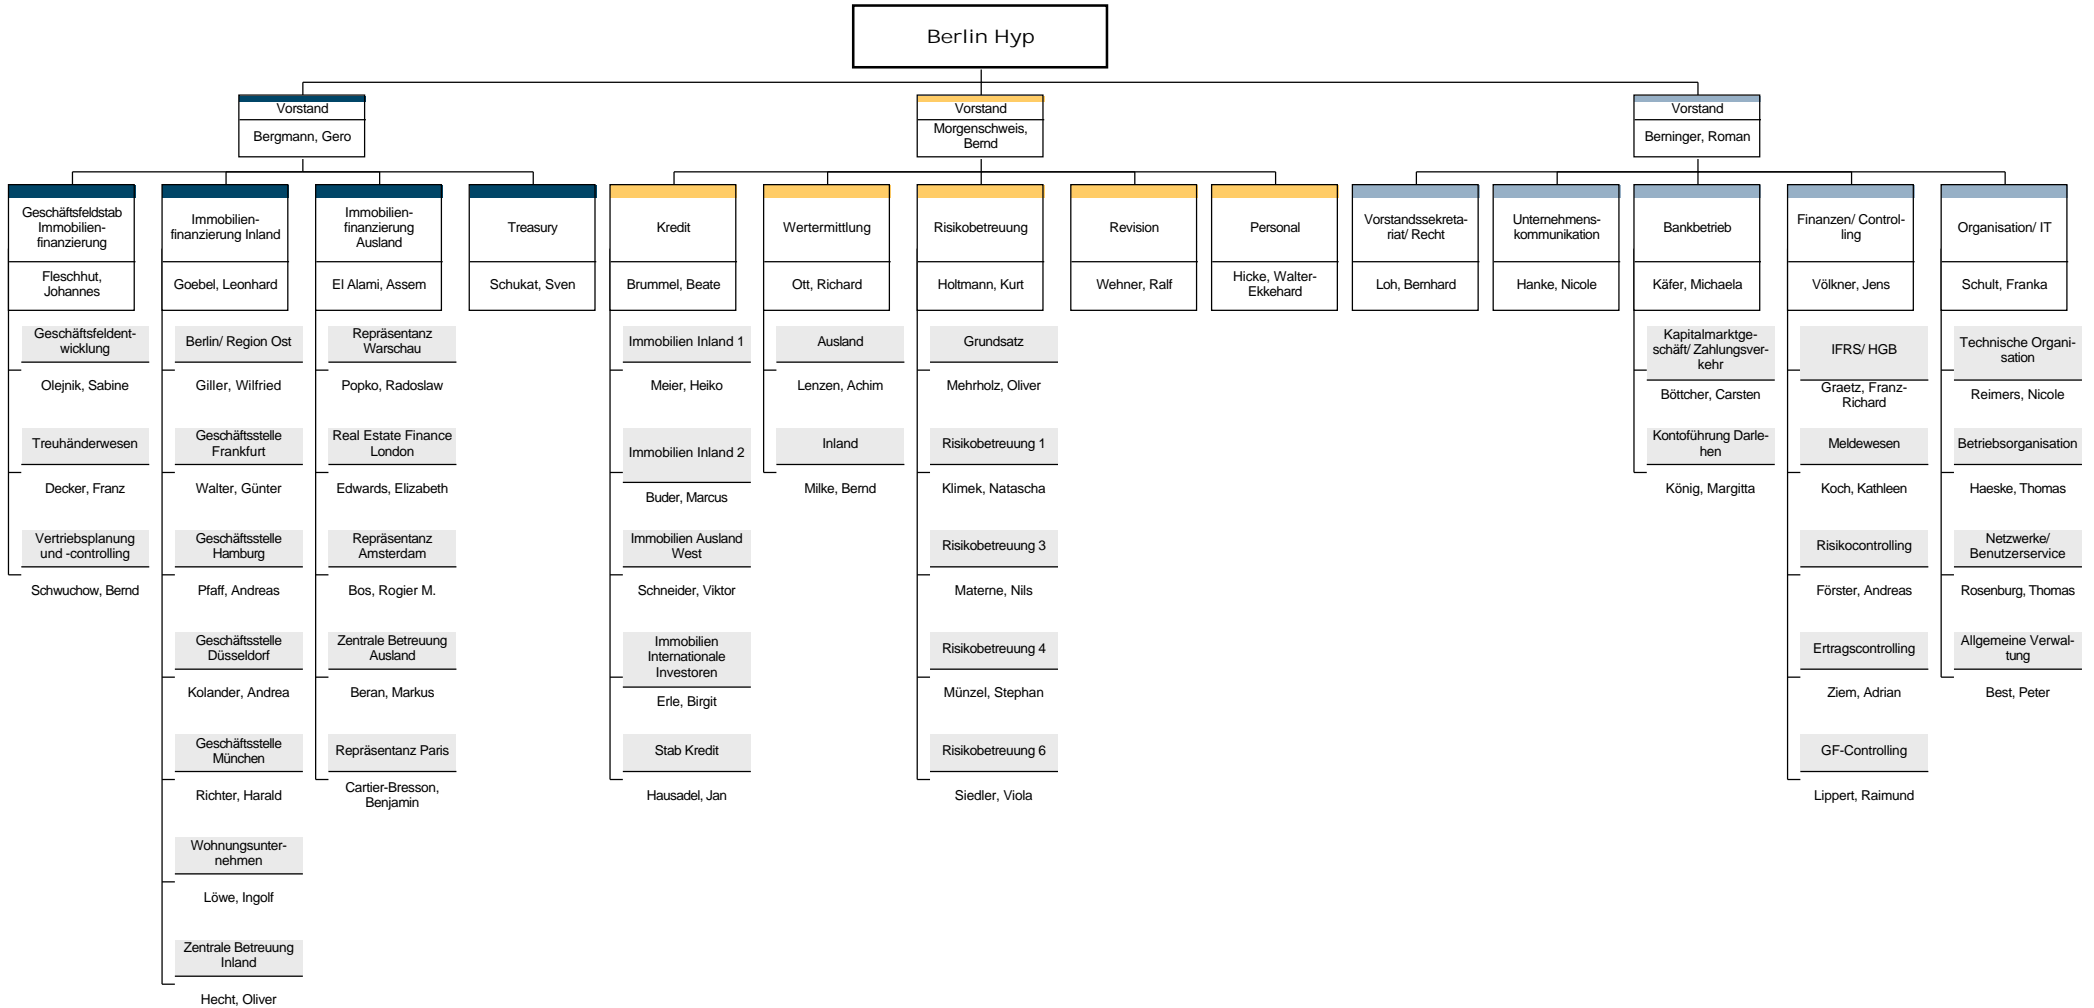 Berlin Hyp
Vorstand
Bergmann, Gero
Vorstand
Morgenschweis,
Bernd
Vorstand
Berninger, Roman
Geschäftsfeldstab
Immobilien-
finanzierung
Fleschhut,
Johannes
Geschäftsfeldent-
wicklung
Olejnik, Sabine
Treuhänderwesen
Decker, Franz
Vertriebsplanung
und -controlling
Schwuchow, Bernd
Immobilien-
finanzierung Inland
Goebel, Leonhard
Berlin/ Region Ost
Giller, Wilfried
Geschäftsstelle
Frankfurt
Walter, Günter
Geschäftsstelle
Hamburg
Pfaff, Andreas
Geschäftsstelle
Düsseldorf
Kolander, Andrea
Geschäftsstelle
München
Richter, Harald
Wohnungsunter-
nehmen
Löwe, Ingolf
Zentrale Betreuung
Inland
Hecht, Oliver
Immobilien-
finanzierung
Ausland
El Alami, Assem
Repräsentanz
Warschau
Popko, Radoslaw
Real Estate Finance
London
Edwards, Elizabeth
Repräsentanz
Amsterdam
Bos, Rogier M.
Zentrale Betreuung
Ausland
Beran, Markus
Repräsentanz Paris
Cartier-Bresson,
Benjamin
Treasury
Schukat, Sven
Kredit
Brummel, Beate
Immobilien Inland 1
Meier, Heiko
Immobilien Inland 2
Buder, Marcus
Immobilien Ausland
West
Schneider, Viktor
Immobilien
Internationale
Investoren
Erle, Birgit
Stab Kredit
Hausadel, Jan
Wertermittlung
Ott, Richard
Ausland
Lenzen, Achim
Inland
Milke, Bernd
Risikobetreuung
Holtmann, Kurt
Grundsatz
Mehrholz, Oliver
Risikobetreuung 1
Klimek, Natascha
Risikobetreuung 3
Materne, Nils
Risikobetreuung 4
Münzel, Stephan
Risikobetreuung 6
Siedler, Viola
Revision
Wehner, Ralf
Personal
Hicke, Walter-
Ekkehard
Vorstandssekreta-
riat/ Recht
Loh, Bernhard
Unternehmens-
kommunikation
Hanke, Nicole
Bankbetrieb
Käfer, Michaela
Kapitalmarktge-
schäft/ Zahlungsver-
kehr
Böttcher, Carsten
Kontoführung Darle-
hen
König, Margitta
Finanzen/ Control-
ling
Völkner, Jens
IFRS/ HGB
Graetz, Franz-
Richard
Meldewesen
Koch, Kathleen
Risikocontrolling
Förster, Andreas
Ertragscontrolling
Ziem, Adrian
GF-Controlling
Lippert, Raimund
Organisation/ IT
Schult, Franka
Technische Organi-
sation
Reimers, Nicole
Betriebsorganisation
Haeske, Thomas
Netzwerke/
Benutzerservice
Rosenburg, Thomas
Allgemeine Verwal-
tung
Best, Peter